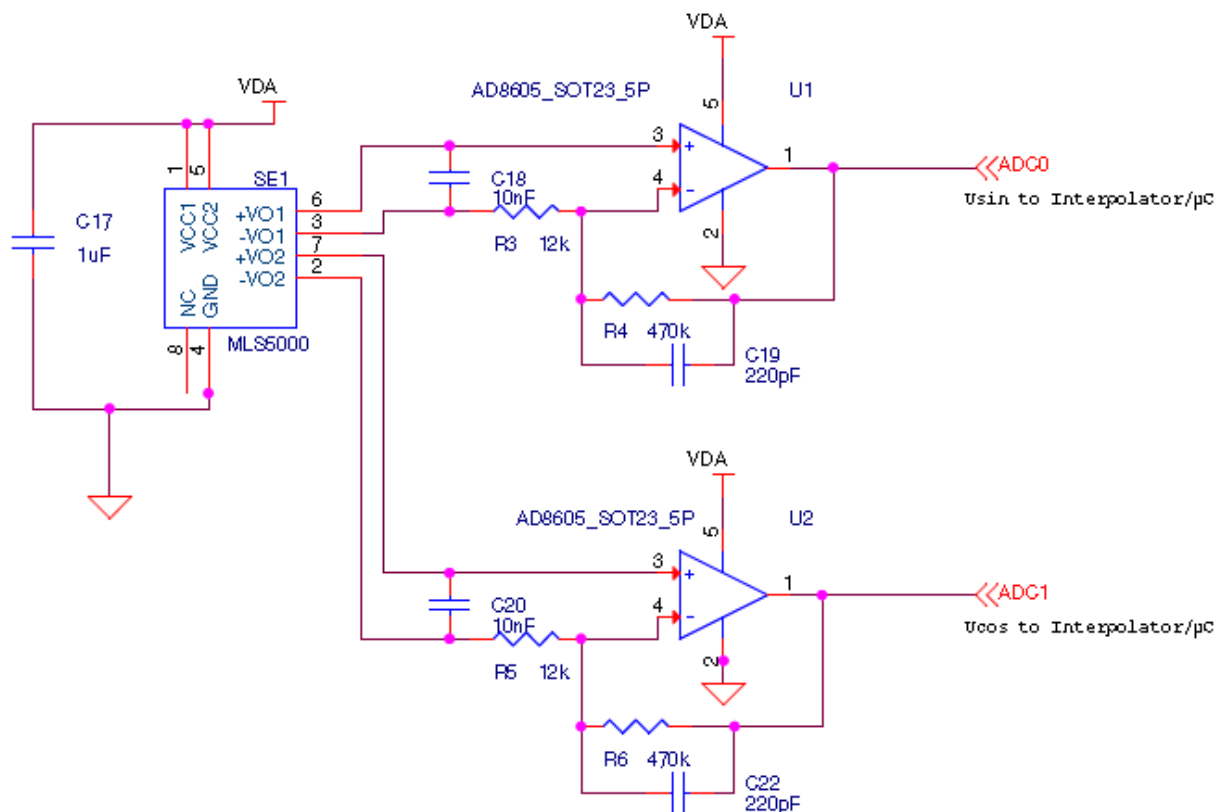 VDA
AD8605_SOT23_5P
U1
5
VDA
3
+
1
ADC0
4
-
Usin to Interpolator/µC
1
5
SE1
C18
10nF
2
C17
1uF
VCC1
VCC2
+VO1
-VO1
+VO2
-VO2
6
3
7
2
R3 12k
NC
GND
R4 470k
MLS5000
8
4
C19
220pF
VDA
AD8605_SOT23_5P
U2
5
3
+
1
ADC1
4
-
C20
10nF
Ucos to Interpolator/µC
R5 12k
2
R6 470k
C22
220pF